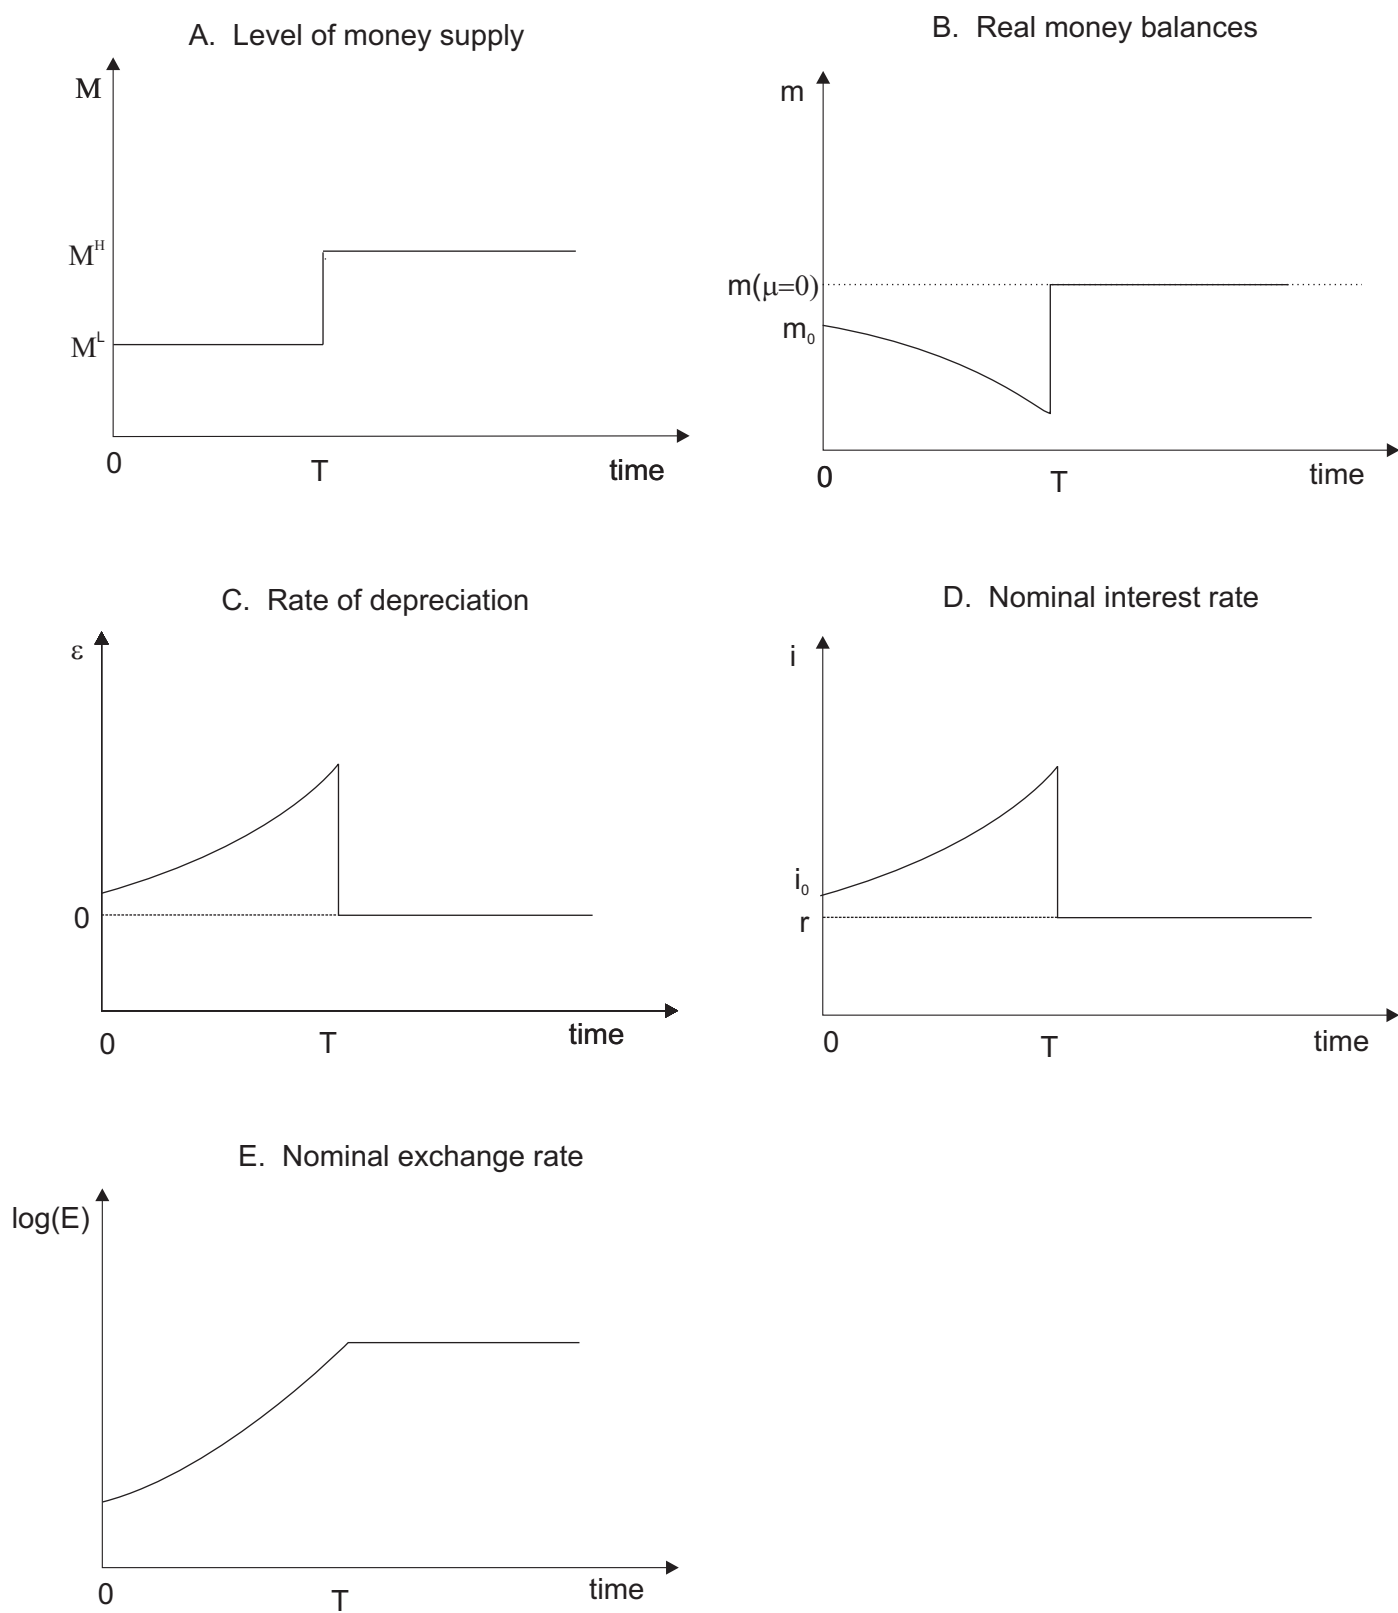 A. Level of money supply
M
M^H
M^L
0
T
time
B. Real money balances
m
m(μ=0)
m₀
0
T
time
C. Rate of depreciation
ε
0
0
T
time
D. Nominal interest rate
i
i₀
r
0
T
time
E. Nominal exchange rate
log(E)
0
T
time